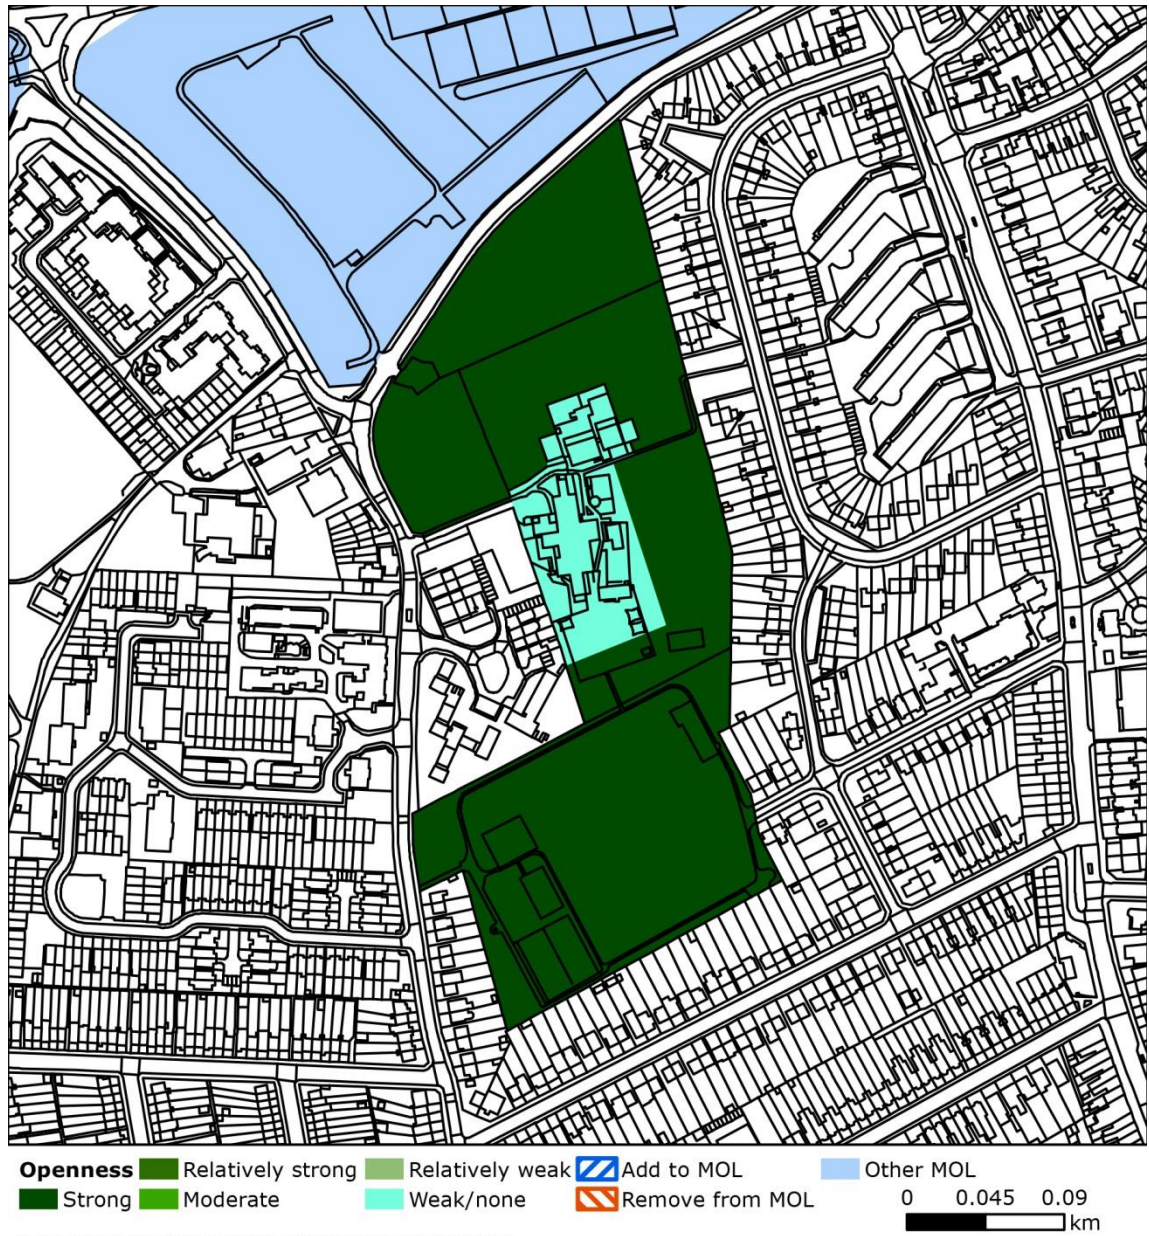 Openness Relatively strong Relatively weak Add to MOL Other MOL
Strong Moderate Weak/none Remove from MOL
0 0.045 0.09
km